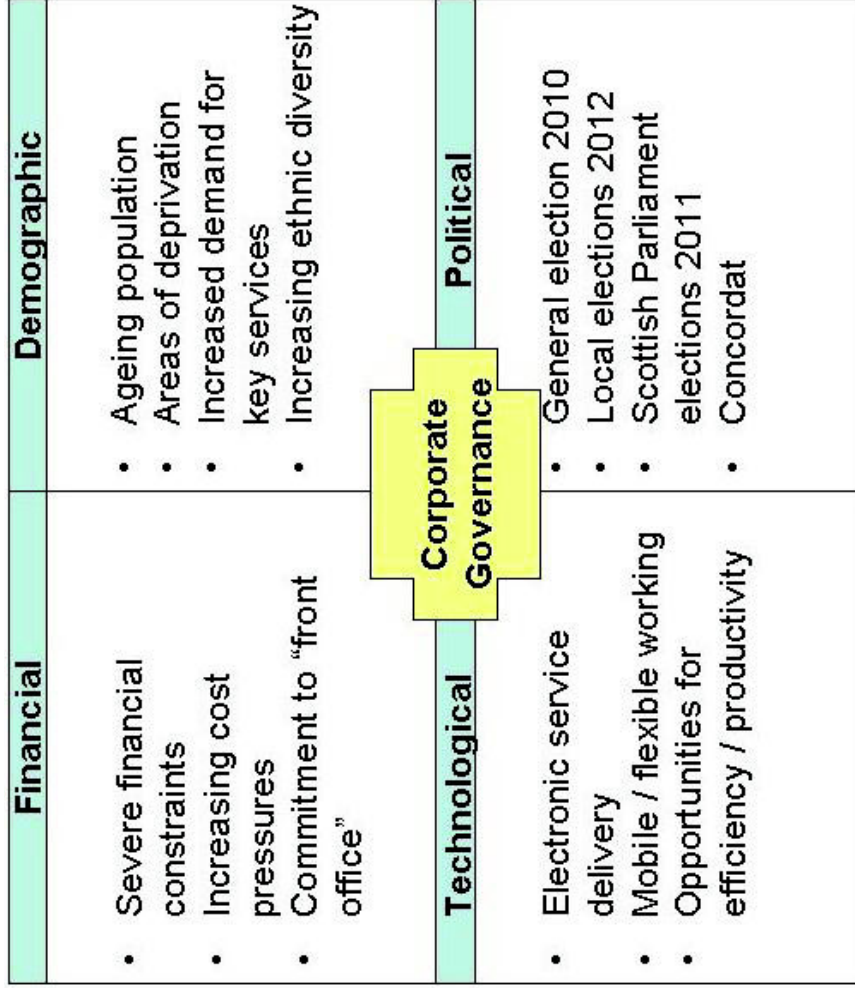 Financial
• Severe financial
constraints
• Increasing cost
pressures
• Commitment to “front
office”
Demographic
• Ageing population
• Areas of deprivation
• Increased demand for
key services
• Increasing ethnic diversity
Corporate
Governance
Technological
• Electronic service
delivery
• Mobile / flexible working
• Opportunities for
efficiency / productivity
Political
• General election 2010
• Local elections 2012
• Scottish Parliament
elections 2011
• Concordat